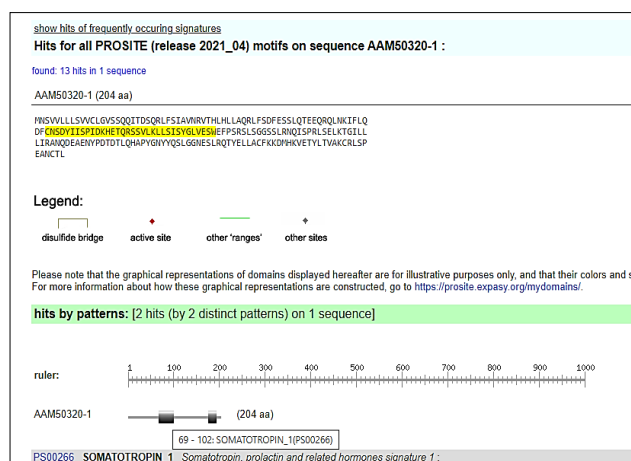 show hits of frequently occuring signatures
Hits for all PROSITE (release 2021_04) motifs on sequence AAM50320-1 :
found: 13 hits in 1 sequence
AAM50320-1 (204 aa)
MNSVVLLLSVVCLGVSSQQITDSQRLFSIAVNRVTHLHLLAQRLFSDFESSLQTEEQRQLNKIFLQ
DFCNSDYIISPIDKHETQRSSVLKLLSISYGLVESWEFPSRSLSGGSSLRNQISPRLSELKTGILL
LIRANQDEAENYPDTDTLQHAPYGNYYQSLGGNESLRQTYELLACFKKDMHKVETYLTVAKCRLSP
EANCTL
Legend:
disulfide bridge active site other 'ranges' other sites
Please note that the graphical representations of domains displayed hereafter are for illustrative purposes only, and that their colors and s
For more information about how these graphical representations are constructed, go to https://prosite.expasy.org/mydomains/.
hits by patterns: [2 hits (by 2 distinct patterns) on 1 sequence]
ruler: 1 100 200 300 400 500 600 700 800 900 1000
AAM50320-1 (204 aa)
69 - 102: SOMATOTROPIN_1(PS00266)
PS00266 SOMATOTROPIN_1 Somatotropin, prolactin and related hormones signature 1 :